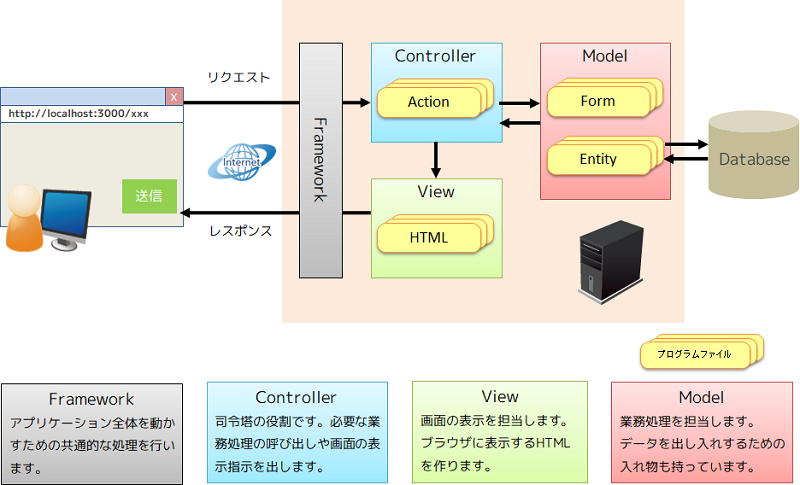 リクエスト
X
http://localhost:3000/xxx
Internet
送信
レスポンス
Framework
Controller
Action
View
HTML
Model
Form
Entity
Database
プログラムファイル
Framework
アプリケーション全体を動か
すための共通的な処理を行い
ます。
Controller
司令塔の役割です。必要な業
務処理の呼び出しや画面の表
示指示を出します。
View
画面の表示を担当します。
ブラウザに表示するHTML
を作ります。
Model
業務処理を担当します。
データを出し入れするための
入れ物も持っています。